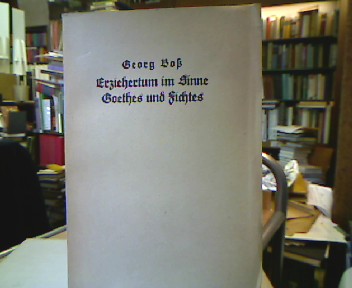 Georg Boß
Erziehertum im Sinne
Goethes und Fichtes